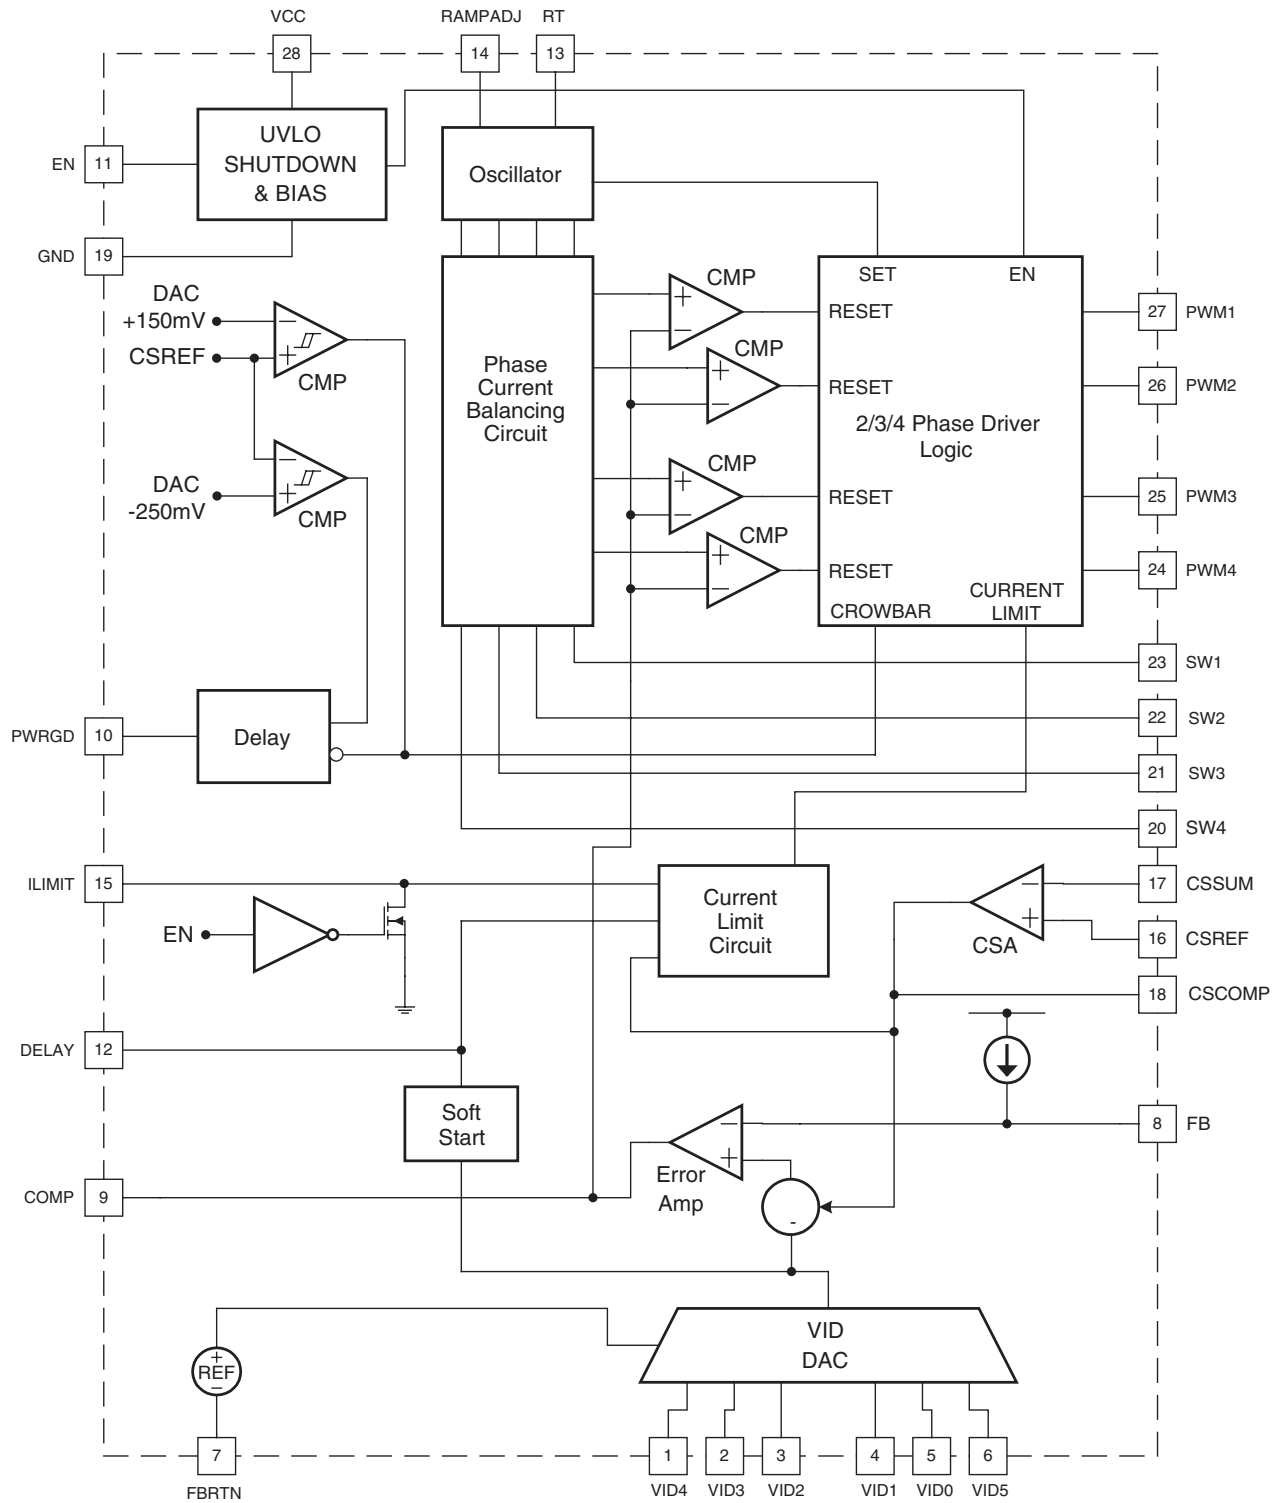 VCC
RAMPADJ
RT
28
14
13
UVLO
SHUTDOWN
& BIAS
EN
11
Oscillator
GND
19
SET
EN
DAC
+150mV
CSREF
CMP
− +
CMP
+ −
RESET
27
PWM1
Phase
Current
Balancing
Circuit
CMP
+ −
RESET
26
PWM2
2/3/4 Phase Driver
Logic
DAC
-250mV
CMP
− +
CMP
+ −
RESET
25
PWM3
CMP
+ −
RESET
24
PWM4
CROWBAR
CURRENT
LIMIT
23
SW1
22
SW2
PWRGD
10
Delay
21
SW3
20
SW4
ILIMIT
15
Current
Limit
Circuit
− +
CSA
17
CSSUM
EN
16
CSREF
18
CSCOMP
DELAY
12
Soft
Start
− +
Error
Amp
8
FB
COMP
9
-
VID
DAC
+
REF
−
7
FBRTN
1
2
3
4
5
6
VID4
VID3
VID2
VID1
VID0
VID5